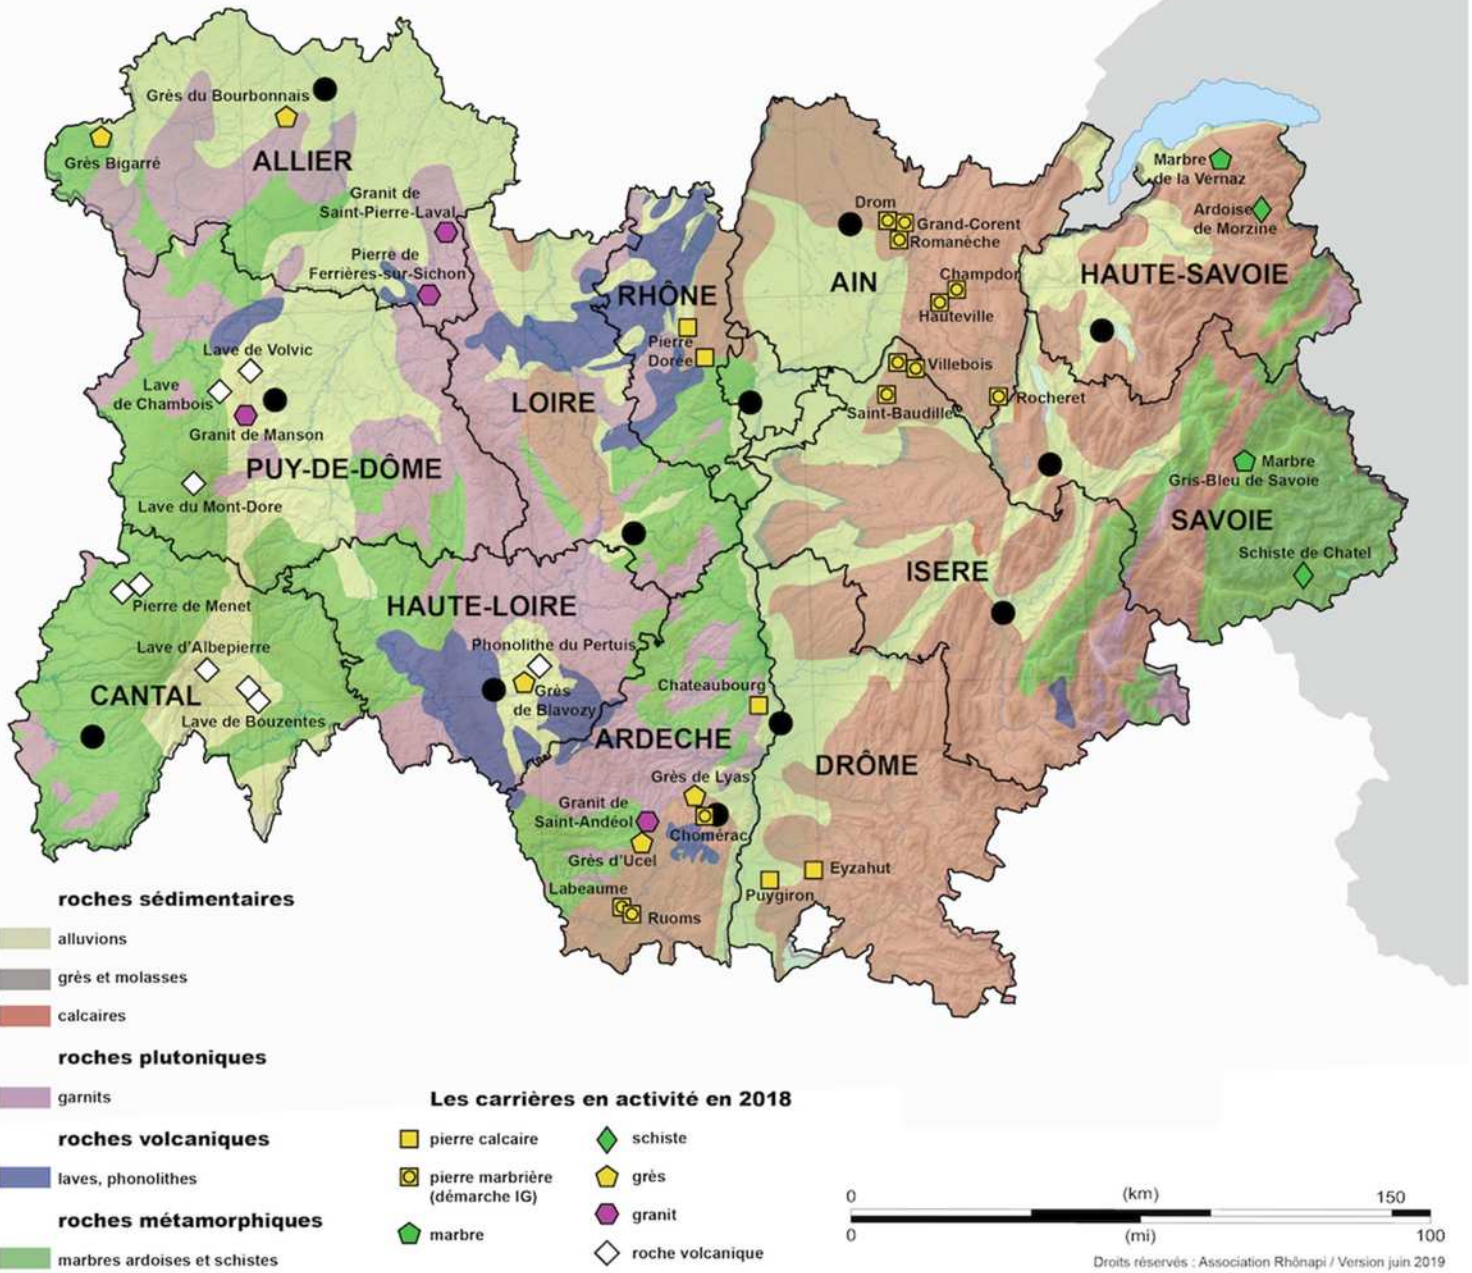 Grès du Bourbonnais
Grès Bigarré
ALLIER
Granit de
Saint-Pierre-Laval
Pierre de
Ferrières-sur-Sichon
Marbre
de la Vernaz
Ardoise
de Morzine
HAUTE-SAVOIE
Drom
Grand-Corent
Romanèche
AIN
Champdor
Hauteville
RHÔNE
Pierre
Dorée
Villebois
Saint-Baudille
Rocheret
Lave de Volvic
Lave
de Chambois
Granit de Manson
PUY-DE-DÔME
Lave du Mont-Dore
LOIRE
Marbre
Gris-Bleu de Savoie
SAVOIE
Schiste de Chatel
ISERE
Pierre de Menet
Lave d'Albepierre
CANTAL
Lave de Bouzentes
HAUTE-LOIRE
Phonolithe du Pertuis
Grès
de Blavozy
Chateaubourg
ARDECHE
DRÔME
Grès de Lyas
Granit de
Saint-Andéol
Chomérac
Grès d'Ucel
Labeaume
Ruoms
Eyzahut
Puygiron
roches sédimentaires
alluvions
grès et molasses
calcaires
roches plutoniques
garnits
roches volcaniques
laves, phonolithes
roches métamorphiques
marbres ardoises et schistes
Les carrières en activité en 2018
pierre calcaire
pierre marbrière
(démarche IG)
marbre
schiste
grès
granit
roche volcanique
0 (km) 150
0 (mi) 100
Droits réservés : Association Rhônapi / Version juin 2019